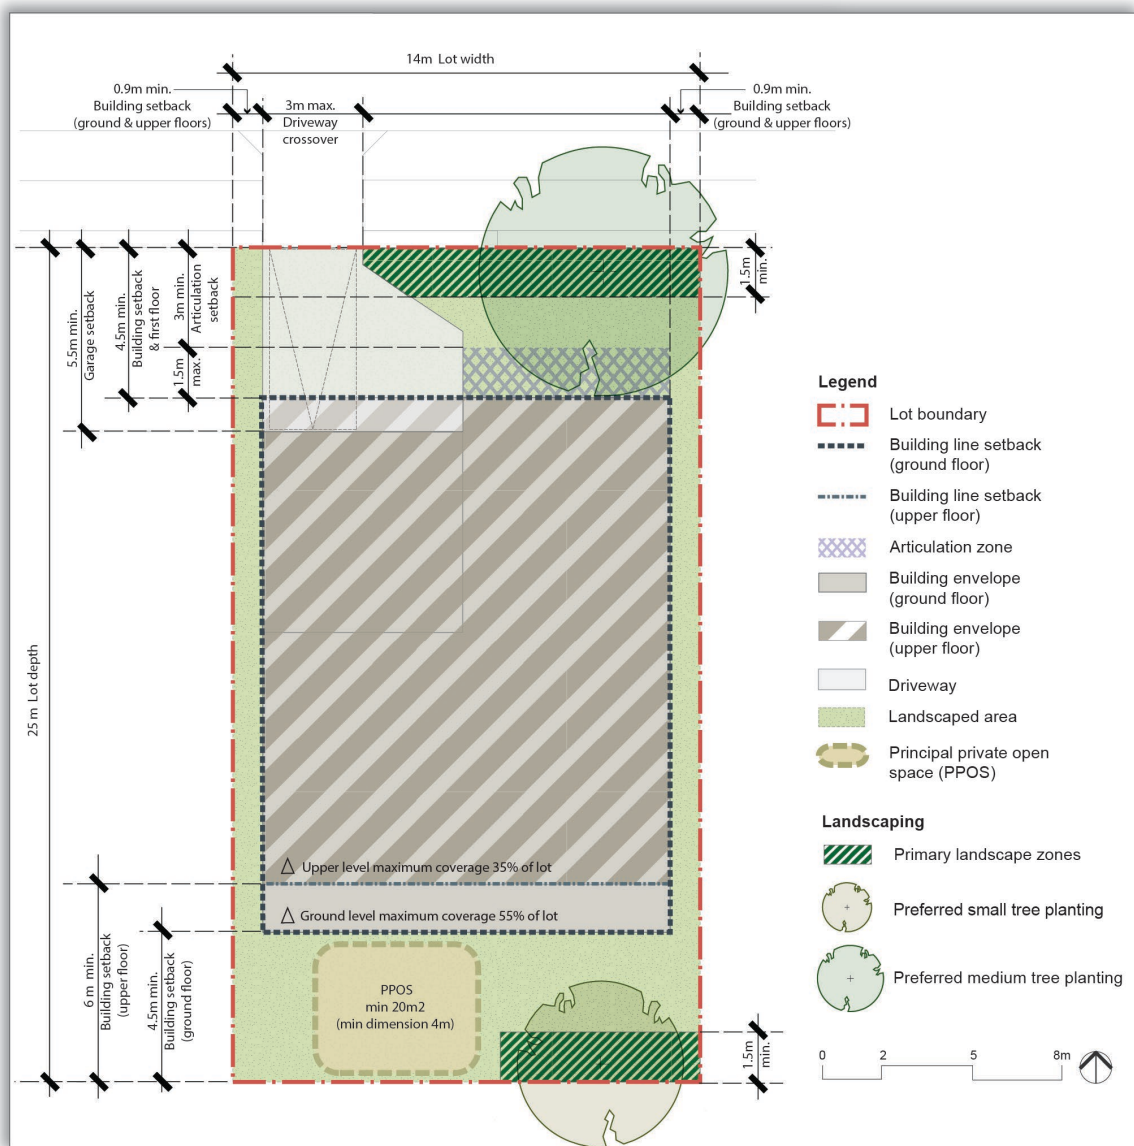 14m Lot width
0.9m min.
Building setback
(ground & upper floors)
3m max.
Driveway
crossover
0.9m min.
Building setback
(ground & upper floors)
5.5m min.
Garage setback
4.5m min.
Building setback
& first floor
3m min.
Articulation
setback
1.5m
max.
1.5m
min.
25m Lot depth
Upper level maximum coverage 35% of lot
Ground level maximum coverage 55% of lot
6 m min.
Building setback
(upper floor)
4.5m min.
Building setback
(ground floor)
PPOS
min 20m2
(min dimension 4m)
1.5m
min.
Legend
Lot boundary
Building line setback
(ground floor)
Building line setback
(upper floor)
Articulation zone
Building envelope
(ground floor)
Building envelope
(upper floor)
Driveway
Landscaped area
Principal private open
space (PPOS)
Landscaping
Primary landscape zones
Preferred small tree planting
Preferred medium tree planting
0 2 5 8m